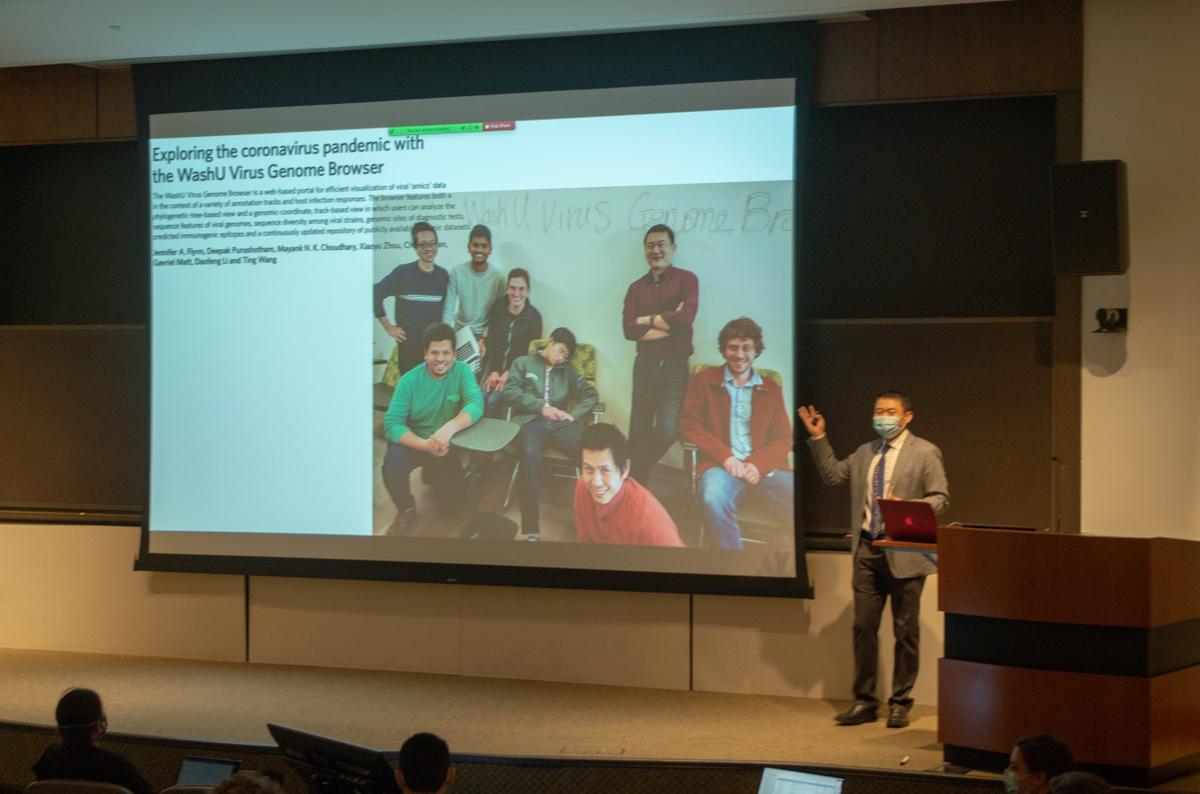 Exploring the coronavirus pandemic with
the WashU Virus Genome Browser
The WashU Virus Genome Browser is a web-based portal for efficient visualization of viral 'omics' data
in the context of a variety of annotation tracks and host infection responses. The browser features both a
phylogenetic-tree-based view and a genomic-coordinate, track-based view in which users can analyze the
sequence features of viral genomes, sequence diversity among viral strains, genomic sites of diagnostic tests,
predicted immunogenic epitopes and a continuously updated repository of publicly datasets.
Jennifer A. Flynn, Deepak Purushotham, Mayank N. K. Choudhary, Xiaoyu Zhou,
Gavriel Matt, Daofeng Li and Ting Wang
WashU Virus Genome Bro